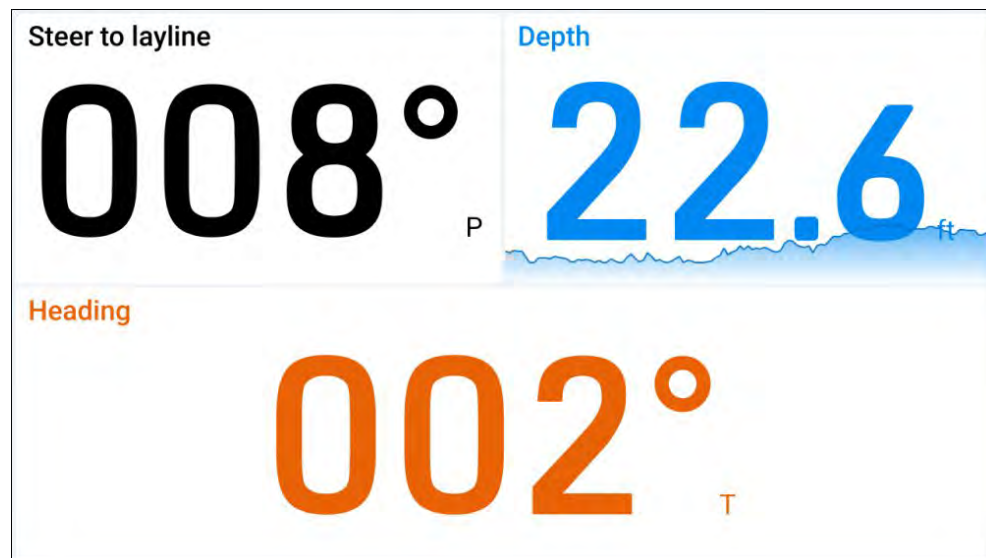 Steer to layline
008°
P
Depth
22.6
ft
Heading
002°
T